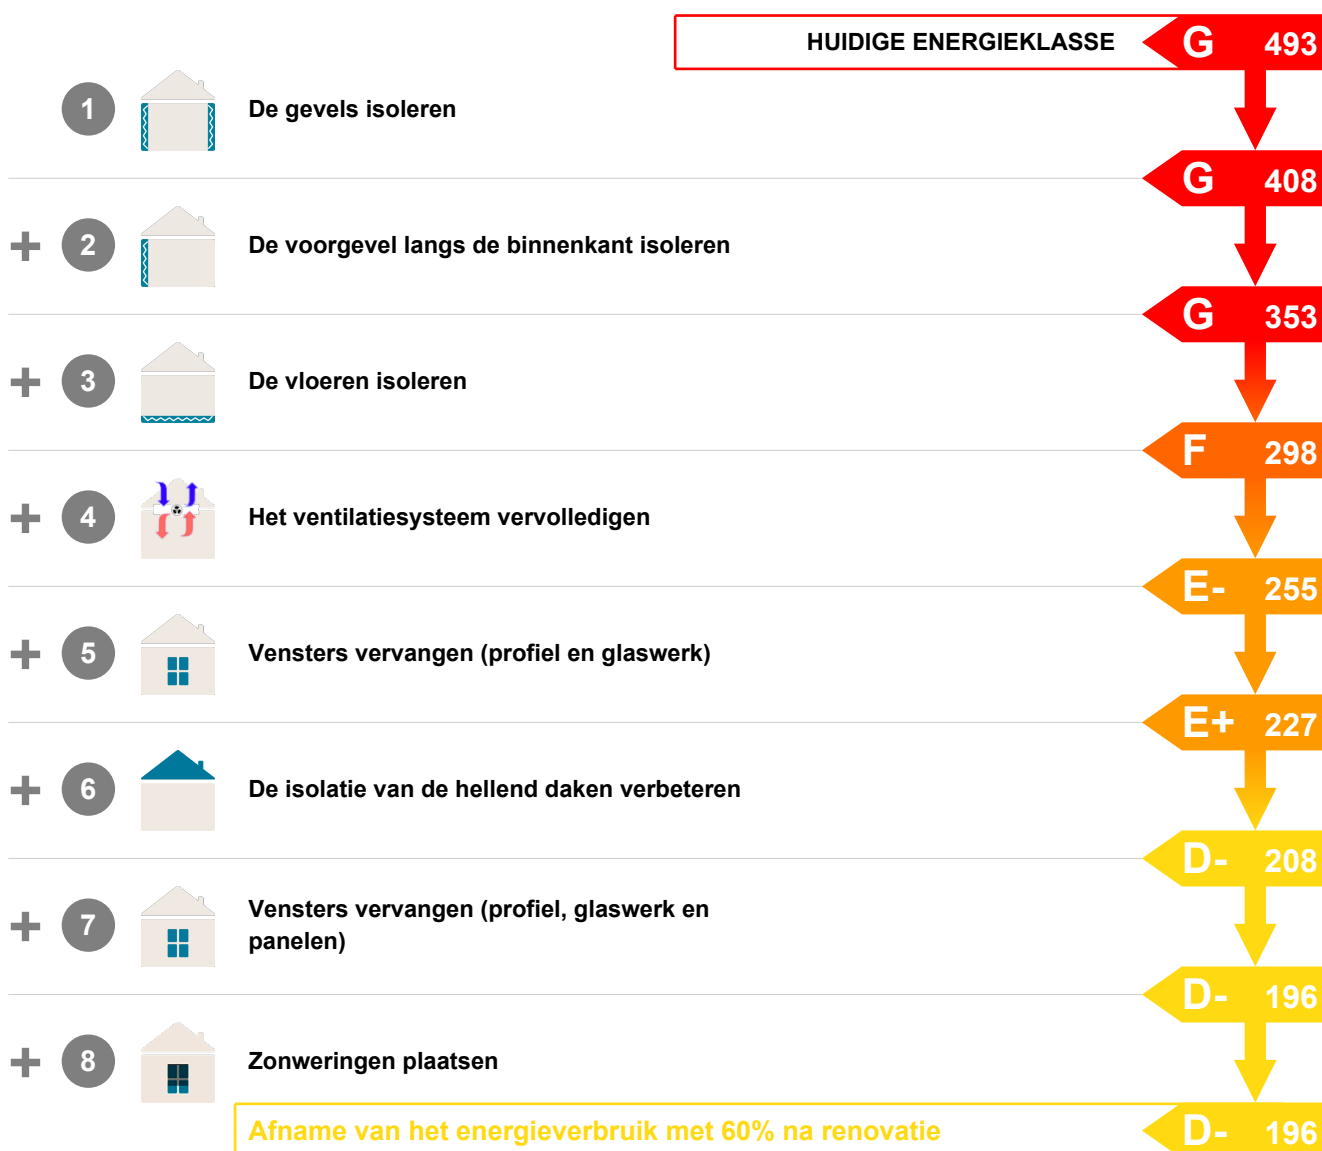 HUIDIGE ENERGIEKLASSE G 493
1 De gevels isoleren
G 408
+ 2 De voorgevel langs de binnenkant isoleren
G 353
+ 3 De vloeren isoleren
F 298
+ 4 Het ventilatiesysteem vervolledigen
E- 255
+ 5 Vensters vervangen (profiel en glaswerk)
E+ 227
+ 6 De isolatie van de hellend daken verbeteren
D- 208
+ 7 Vensters vervangen (profiel, glaswerk en
panelen)
D- 196
+ 8 Zonweringen plaatsen
Afname van het energieverbruik met 60% na renovatie D- 196